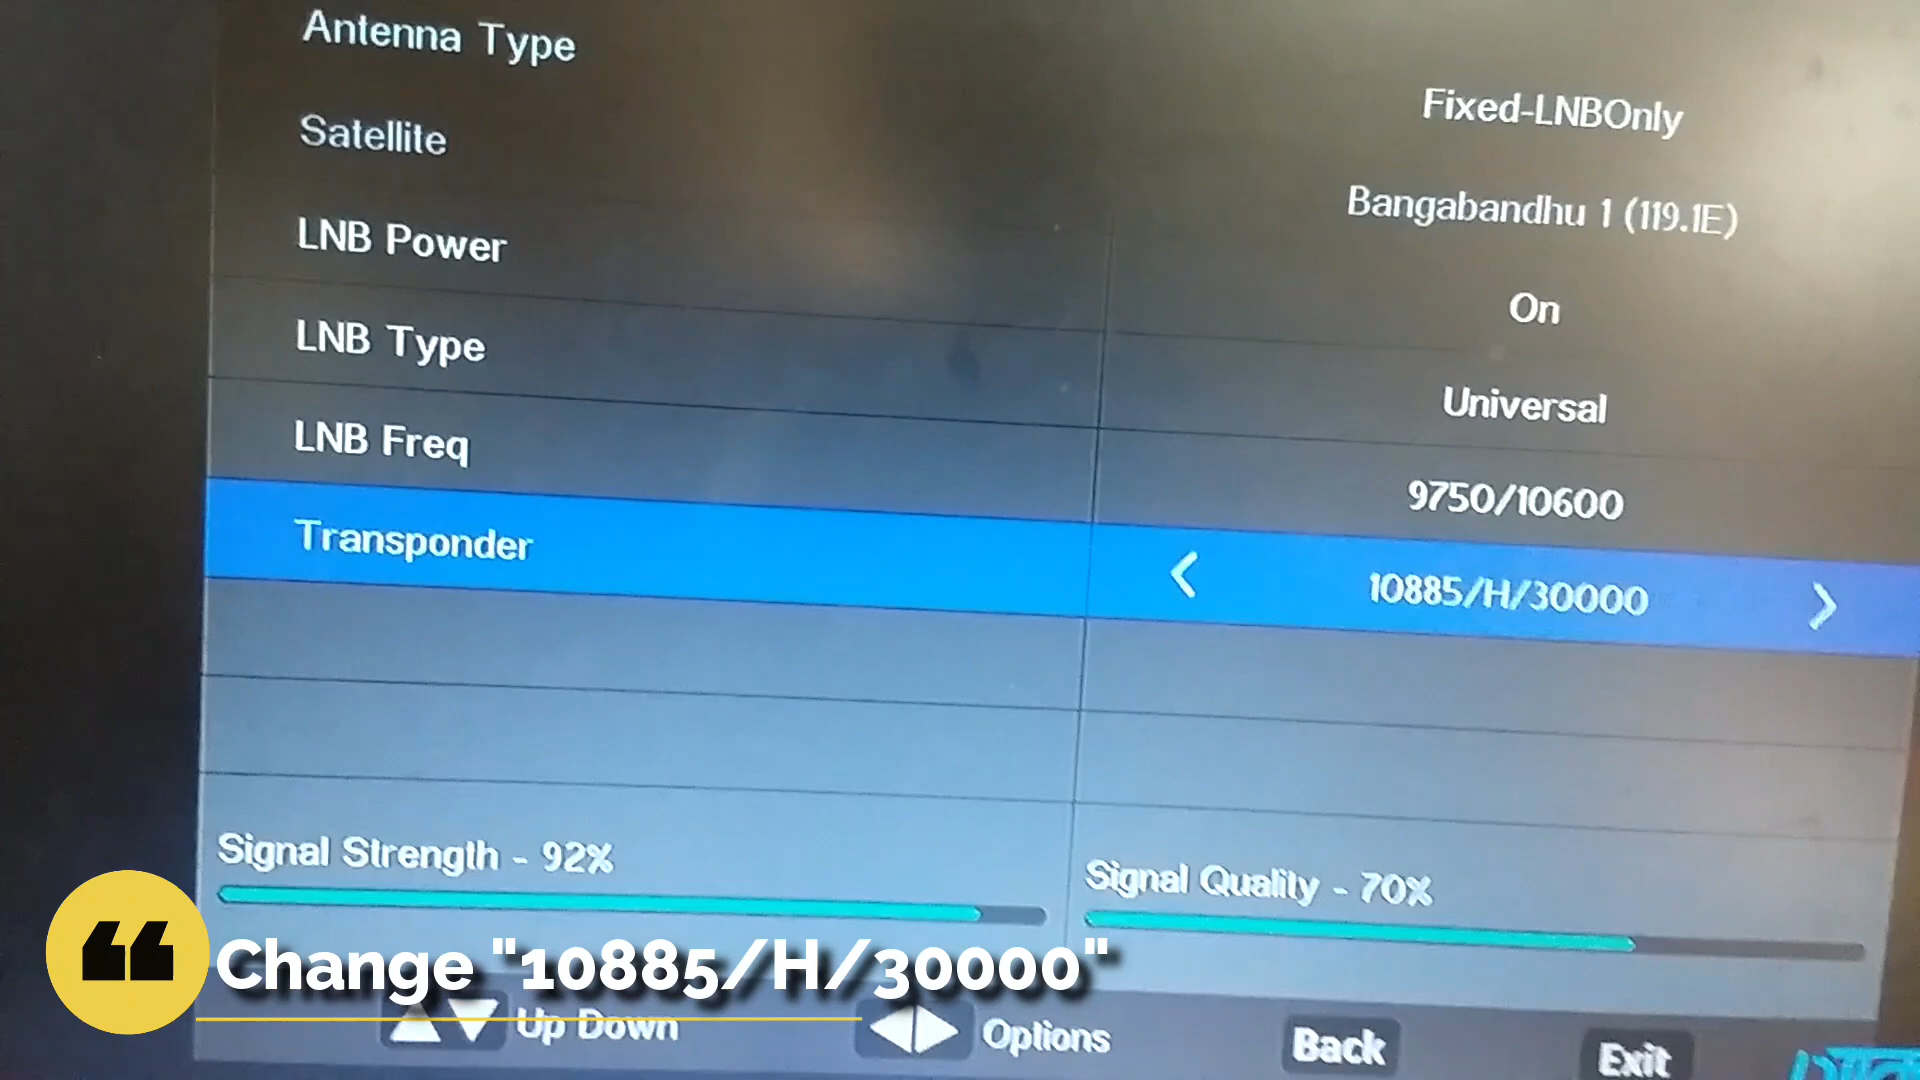 Antenna Type
Fixed-LNBOnly
Satellite
Bangabandhu 1 (119.1E)
LNB Power
On
LNB Type
Universal
LNB Freq
9750/10600
Transponder
10885/H/30000
Signal Strength - 92%
Signal Quality - 70%
Change "10885/H/30000"
Up Down
Options
Back
Exit